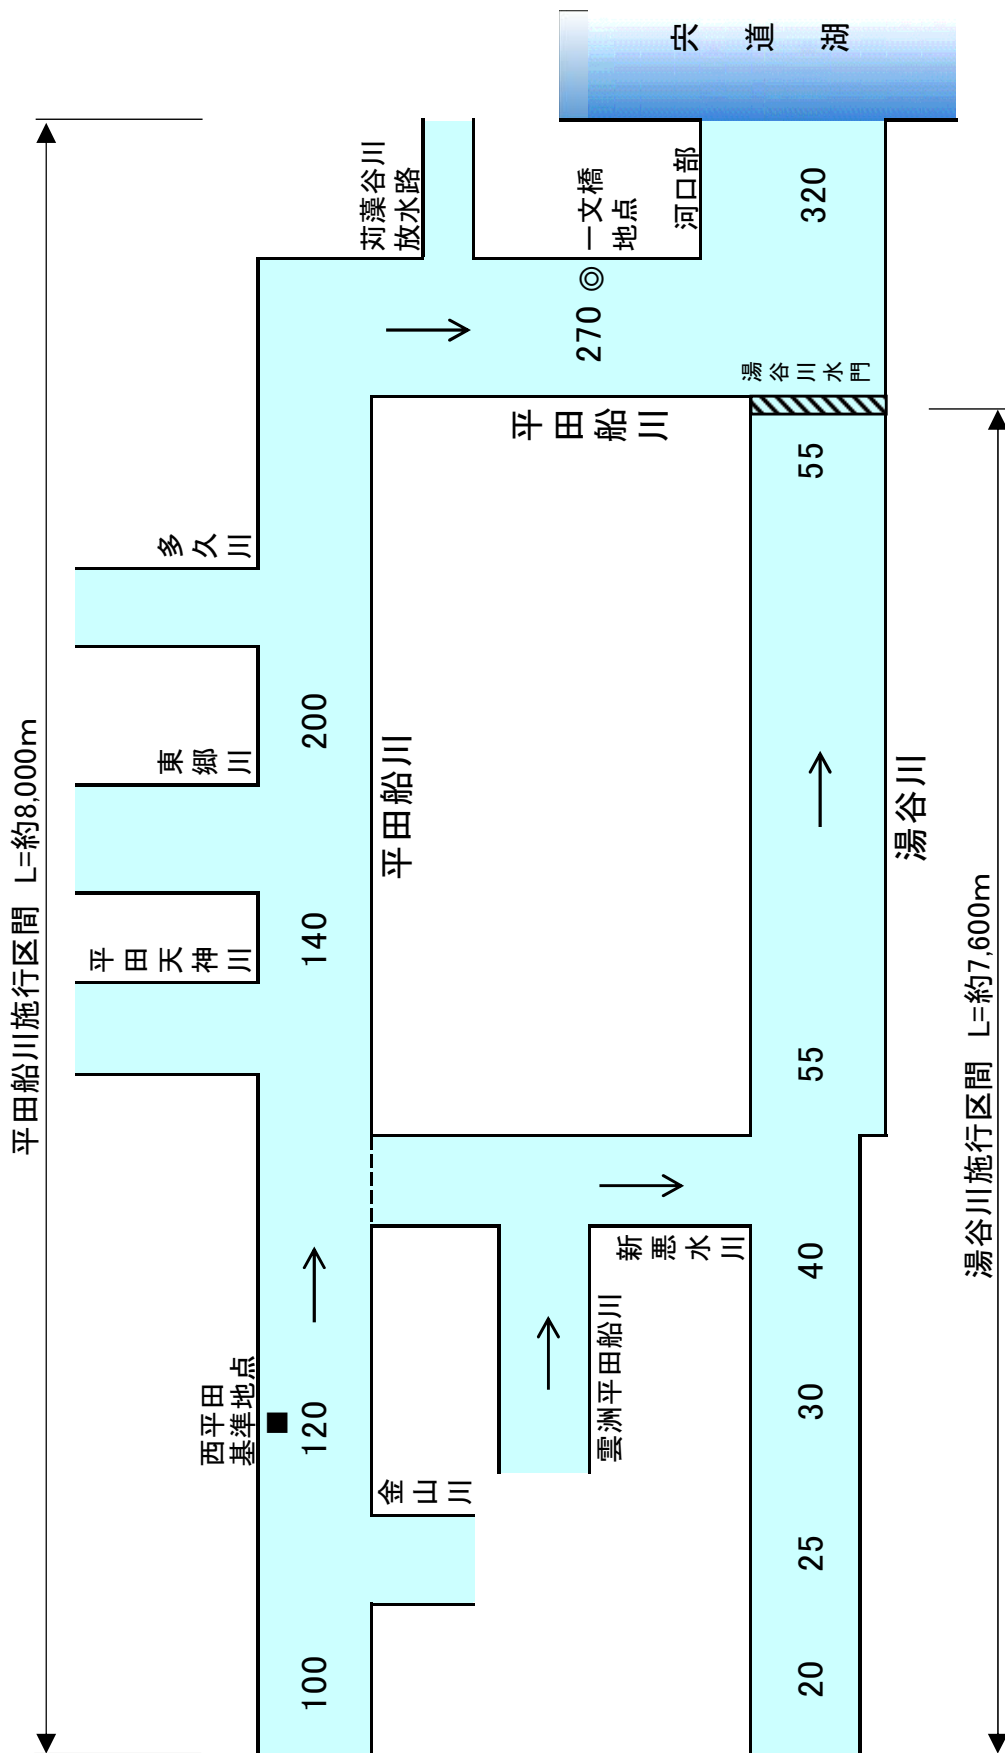 平田船川施行区間 L=約8,000m
多久川
東郷川
平田天神川
苅藻谷川
放水路
一文橋
地点
◎
河口部
宍道湖
西平田
基準地点
■
100
120
140
200
270
320
平田船川
平田船川
金山川
雲洲平田船川
新悪水川
湯谷川水門
20
25
30
40
55
55
湯谷川
湯谷川施行区間 L=約7,600m